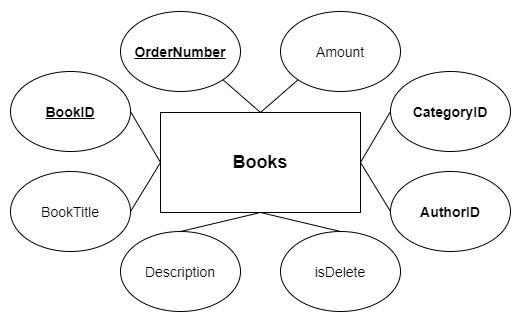 OrderNumber
Amount
BookID
CategoryID
Books
BookTitle
AuthorID
Description
isDelete